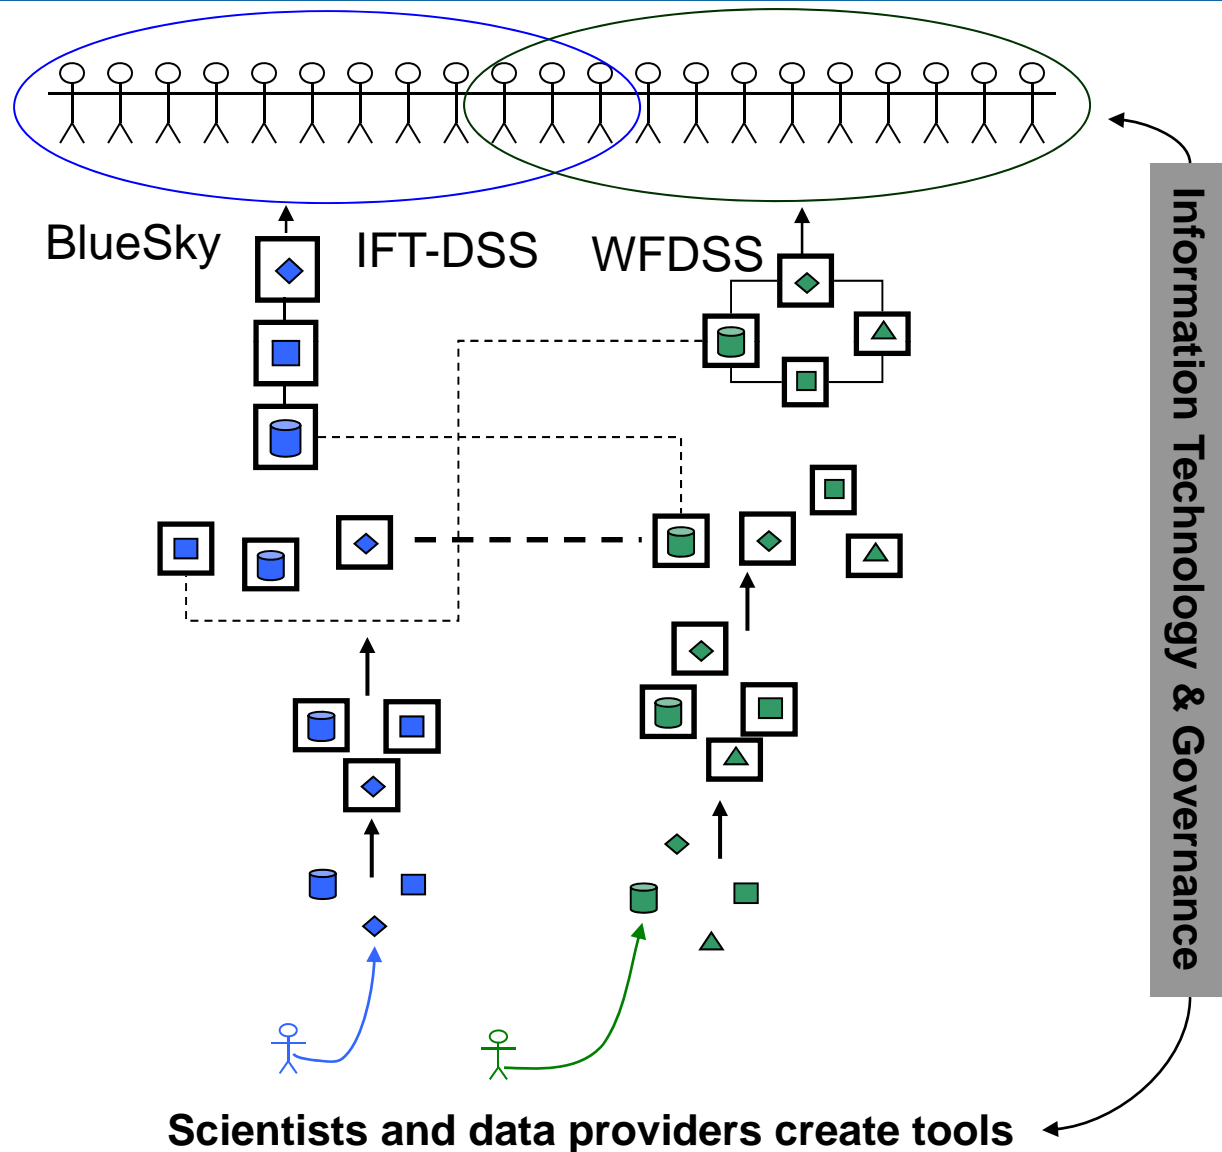 BlueSky
IFT-DSS
WFDSS
Information Technology & Governance
Scientists and data providers create tools